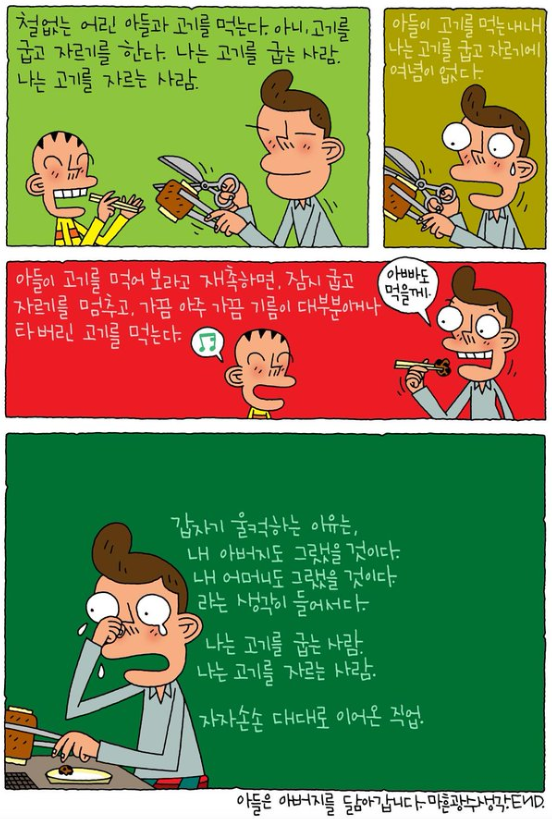 철없는 어린 아들과 고기를 먹는다. 아니, 고기를
굽고 자르기를 한다. 나는 고기를 굽는 사람.
나는 고기를 자르는 사람.
아들이 고기를 먹는내내
나는 고기를 굽고 자르기에
여념이 없다.
아들이 고기를 먹어 보라고 재촉하면, 잠시 굽고
자르기를 멈추고, 가끔 아주 가끔 기름이 대부분이거나
타버린 고기를 먹는다.
아빠도
먹을게.
갑자기 울컥하는 이유는,
내 아버지도 그랬을 것이다.
내 어머니도 그랬을 것이다.
라는 생각이 들어서다.
나는 고기를 굽는 사람.
나는 고기를 자르는 사람.
자자손손 대대로 이어온 직업.
아들은 아버지를 닮아갑니다-마흔광수생각.END.